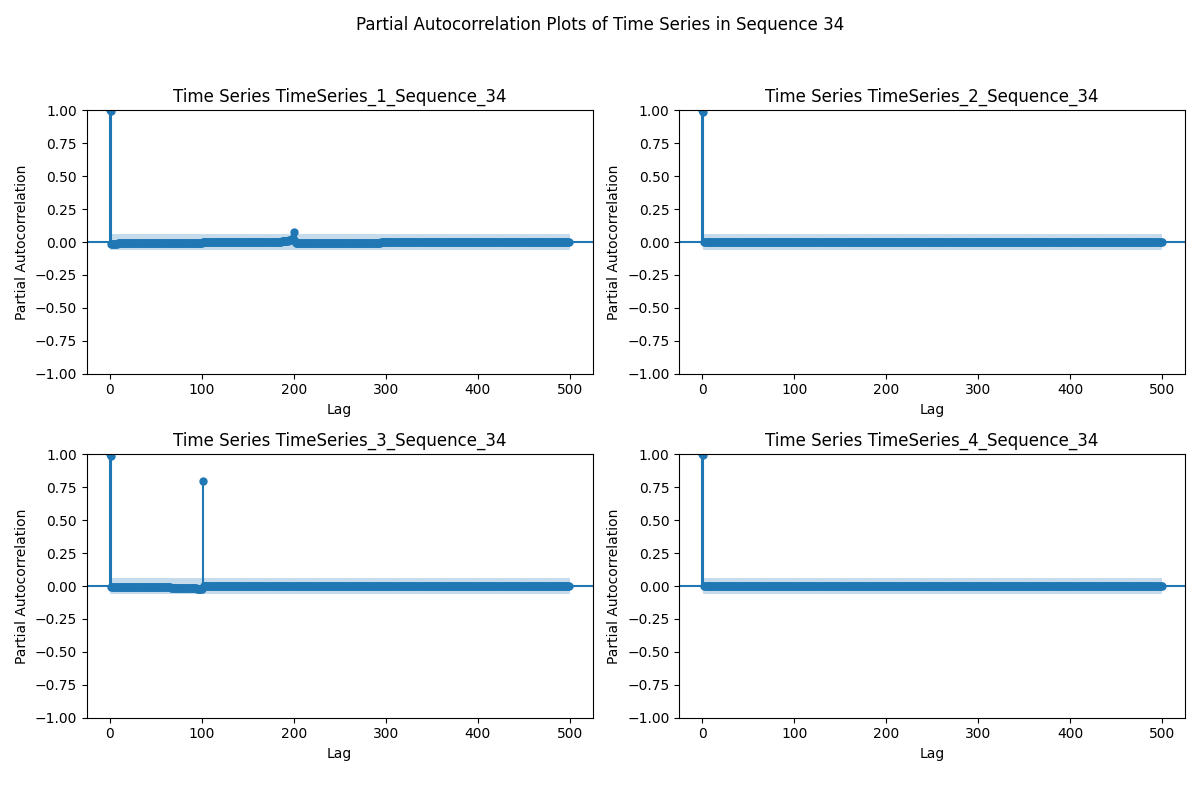 Partial Autocorrelation Plots of Time Series in Sequence 34
Time Series TimeSeries_1_Sequence_34
1.00
0.75
0.50
0.25
0.00
−0.25
−0.50
−0.75
−1.00
Partial Autocorrelation
0 100 200 300 400 500
Lag
Time Series TimeSeries_2_Sequence_34
1.00
0.75
0.50
0.25
0.00
−0.25
−0.50
−0.75
−1.00
Partial Autocorrelation
0 100 200 300 400 500
Lag
Time Series TimeSeries_3_Sequence_34
1.00
0.75
0.50
0.25
0.00
−0.25
−0.50
−0.75
−1.00
Partial Autocorrelation
0 100 200 300 400 500
Lag
Time Series TimeSeries_4_Sequence_34
1.00
0.75
0.50
0.25
0.00
−0.25
−0.50
−0.75
−1.00
Partial Autocorrelation
0 100 200 300 400 500
Lag